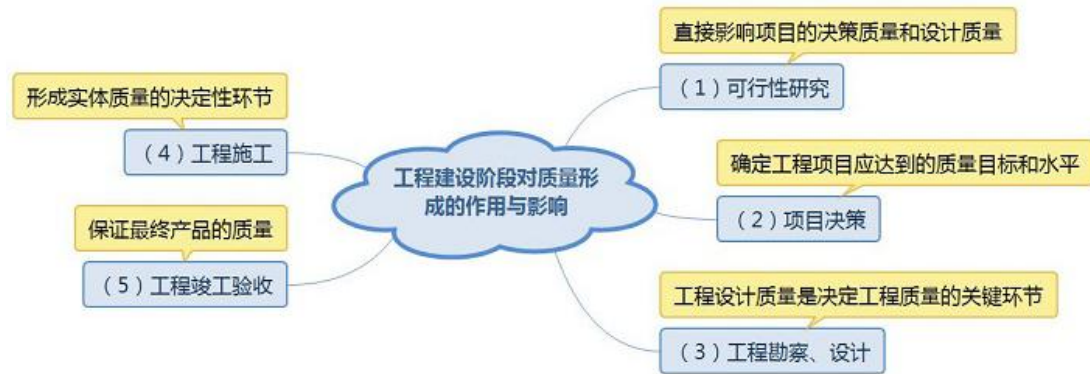 工程建设阶段对质量形
成的作用与影响
直接影响项目的决策质量和设计质量
（1）可行性研究
确定工程项目应达到的质量目标和水平
（2）项目决策
工程设计质量是决定工程质量的关键环节
（3）工程勘察、设计
形成实体质量的决定性环节
（4）工程施工
保证最终产品的质量
（5）工程竣工验收